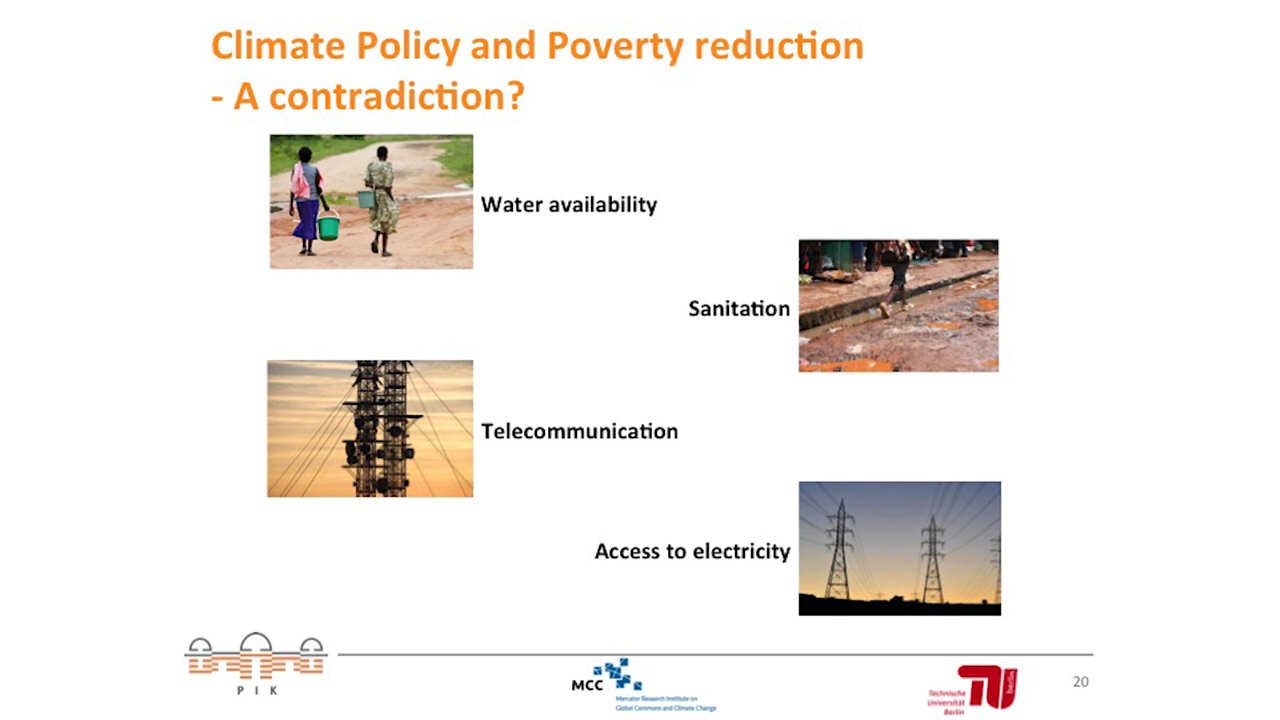 Climate Policy and Poverty reduction
- A contradiction?
Water availability
Sanitation
Telecommunication
Access to electricity
P I K
MCC
Mercator Research Institute on
Global Commons and Climate Change
Technische
Universität
Berlin
berlin
20